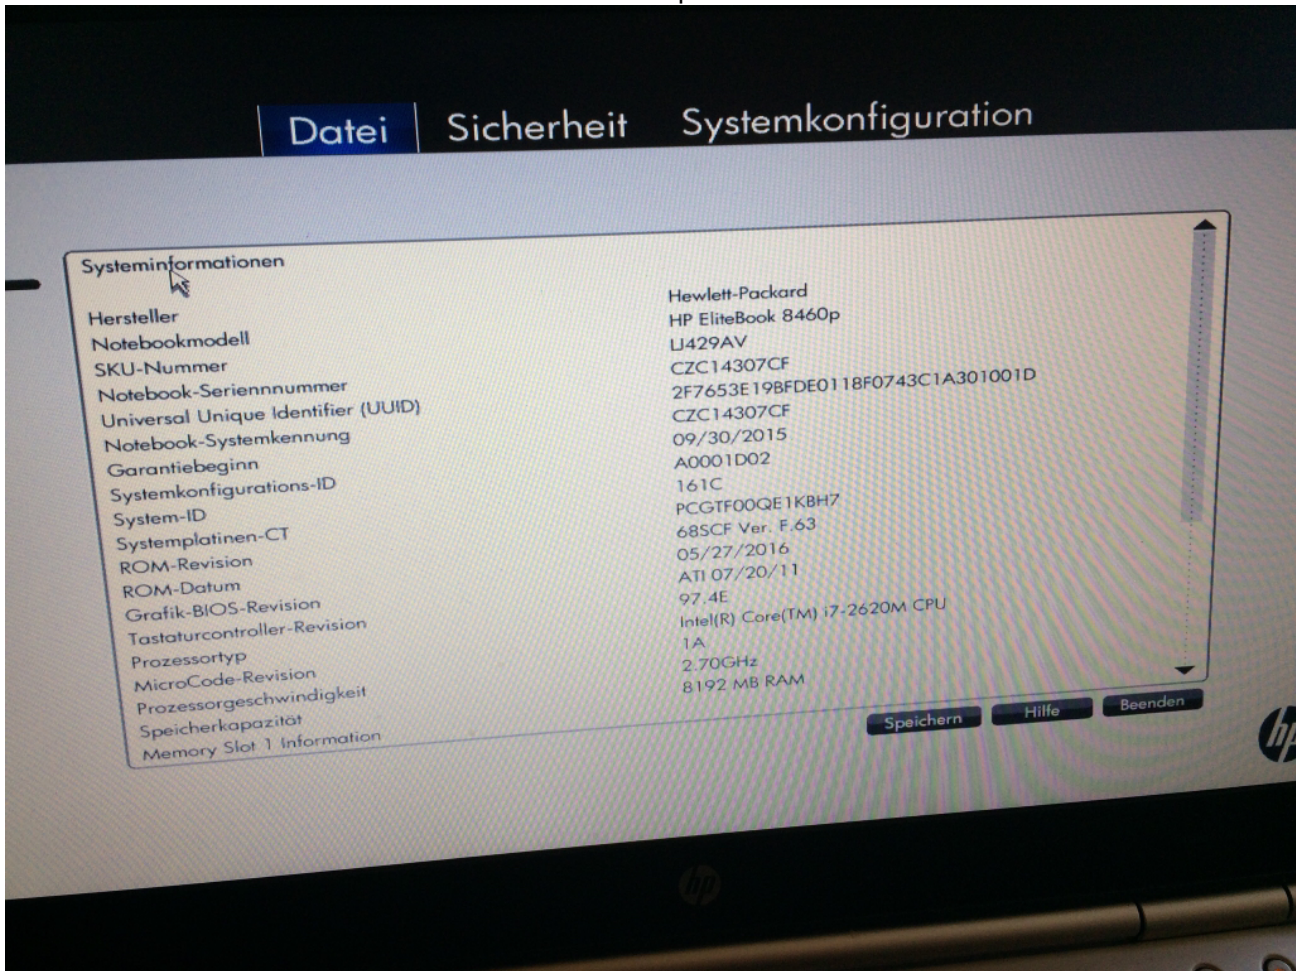 Datei Sicherheit Systemkonfiguration
Systeminformationen
Hersteller Hewlett-Packard
Notebookmodell HP EliteBook 8460p
SKU-Nummer LJ429AV
Notebook-Seriennnummer CZC14307CF
Universal Unique Identifier (UUID) 2F7653E19BFDE0118F0743C1A301001D
Notebook-Systemkennung CZC14307CF
Garantiebeginn 09/30/2015
Systemkonfigurations-ID A0001D02
System-ID 161C
Systemplatinen-CT PCGTF00QE1KBH7
ROM-Revision 68SCF Ver. F.63
ROM-Datum 05/27/2016
Grafik-BIOS-Revision ATI 07/20/11
Tastaturcontroller-Revision 97.4E
Prozessortyp Intel(R) Core(TM) i7-2620M CPU
MicroCode-Revision 1A
Prozessorgeschwindigkeit 2.70GHz
Speicherkapazität 8192 MB RAM
Memory Slot 1 Information
Speichern Hilfe Beenden
hp
hp